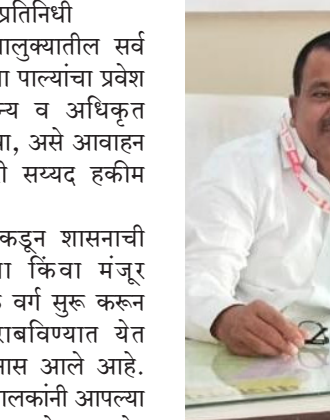 प्रतिनिधी
ालुक्यातील सर्व
ा पाल्यांचा प्रवेश
न्य व अधिकृत
ा, असे आवाहन
ी सय्यद हकीम
कडून शासनाची
ा किंवा मंजूर
वर्ग सुरू करून
राबविण्यात येत
ास आले आहे.
ालकांनी आपल्या